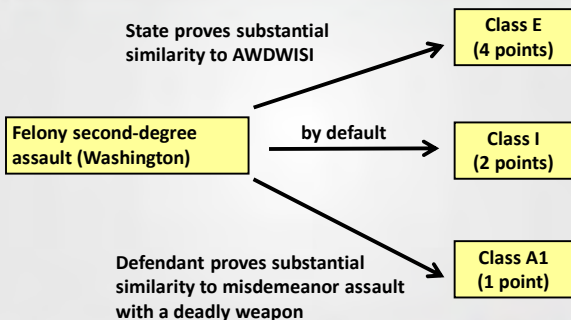 State proves substantial
similarity to AWDWISI
Class E
(4 points)
Felony second-degree
assault (Washington)
by default
Class I
(2 points)
Defendant proves substantial
similarity to misdemeanor assault
with a deadly weapon
Class A1
(1 point)